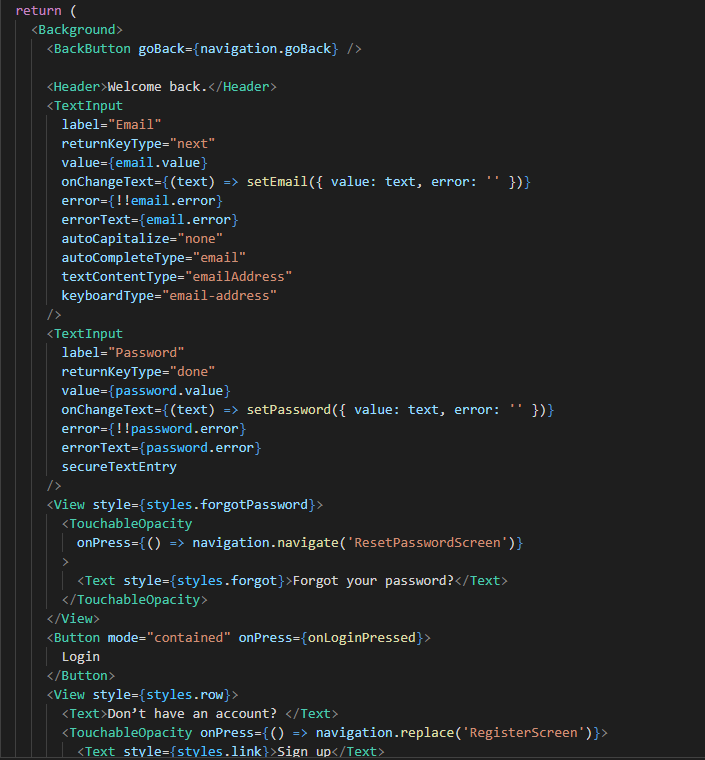 return (
<Background>
<BackButton goBack={navigation.goBack} />
<Header>Welcome back.</Header>
<TextInput
label="Email"
returnKeyType="next"
value={email.value}
onChangeText={(text) => setEmail({ value: text, error: '' })}
error={!!email.error}
errorText={email.error}
autoCapitalize="none"
autoCompleteType="email"
textContentType="emailAddress"
keyboardType="email-address"
/>
<TextInput
label="Password"
returnKeyType="done"
value={password.value}
onChangeText={(text) => setPassword({ value: text, error: '' })}
error={!!password.error}
errorText={password.error}
secureTextEntry
/>
<View style={styles.forgotPassword}>
<TouchableOpacity
onPress={() => navigation.navigate('ResetPasswordScreen')}
>
<Text style={styles.forgot}>Forgot your password?</Text>
</TouchableOpacity>
</View>
<Button mode="contained" onPress={onLoginPressed}>
Login
</Button>
<View style={styles.row}>
<Text>Don’t have an account? </Text>
<TouchableOpacity onPress={() => navigation.replace('RegisterScreen')}>
<Text style={styles.link}>Sign up</Text>